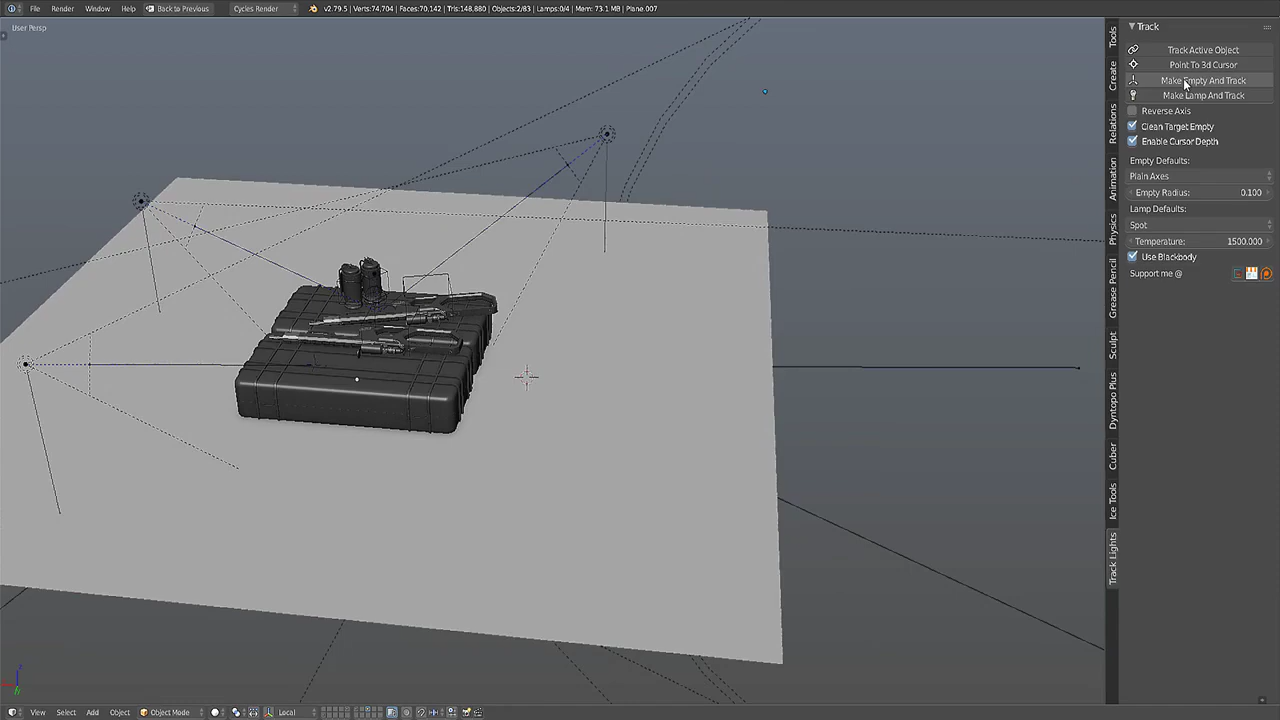 File Render Window Help Back to Previous Cycles Render v2.79.5 | Verts:74,704 | Faces:70,142 | Tris:148,880 | Objects:2/83 | Lamps:0/4 | Mem: 73.1 MB | Plane.007
User Persp
Track
Track Active Object
Point To 3d Cursor
Make Empty And Track
Make Lamp And Track
Reverse Axis
Clean Target Empty
Enable Cursor Depth
Empty Defaults:
Plain Axes
Empty Radius: 0.100
Lamp Defaults:
Spot
Temperature: 1500.000
Use Blackbody
Support me @
Tools
Create
Relations
Animation
Physics
Grease Pencil
Sculpt
Dyntopo Plus
Cuber
Ice Tools
Track Lights
View Select Add Object Object Mode Local